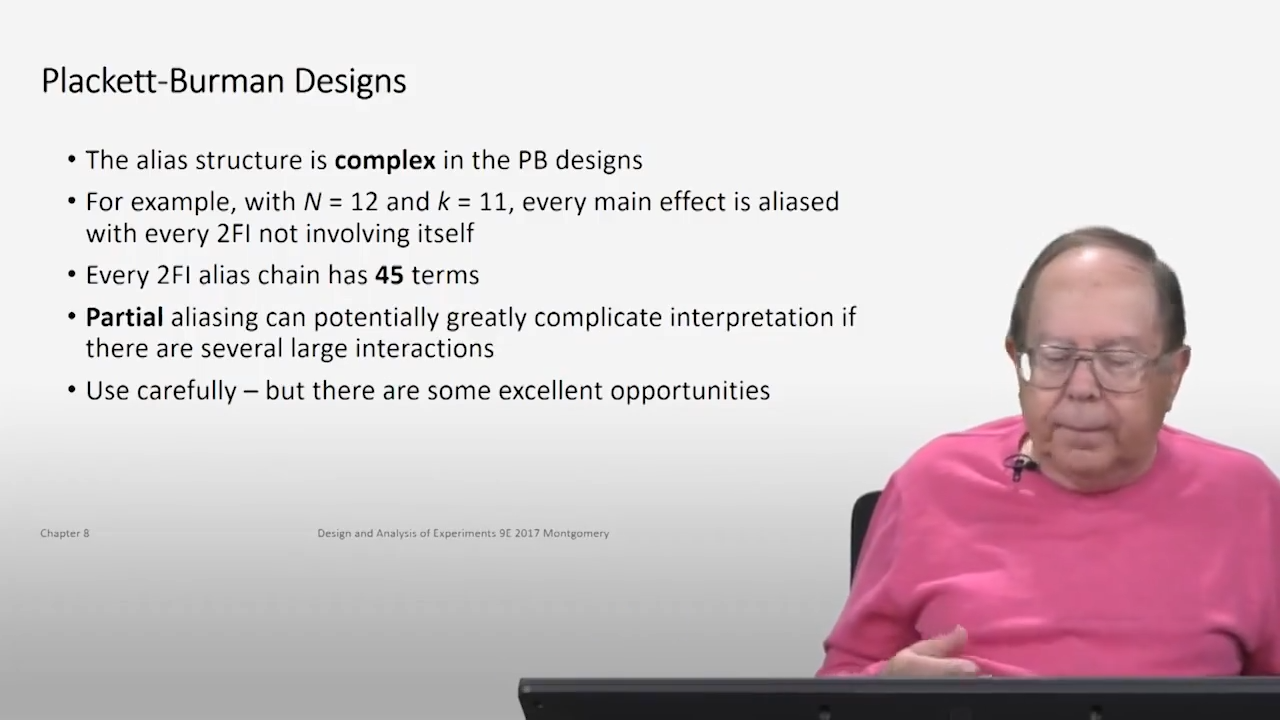 Plackett-Burman Designs
• The alias structure is complex in the PB designs
• For example, with N = 12 and k = 11, every main effect is aliased
with every 2FI not involving itself
• Every 2FI alias chain has 45 terms
• Partial aliasing can potentially greatly complicate interpretation if
there are several large interactions
• Use carefully – but there are some excellent opportunities
Chapter 8
Design and Analysis of Experiments 9E 2017 Montgomery